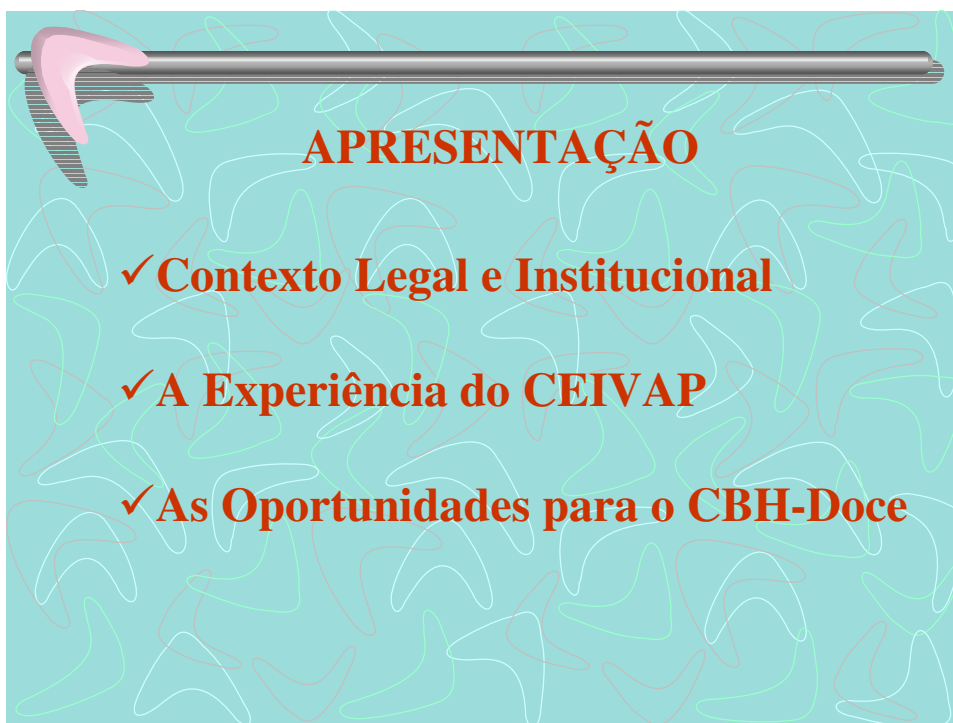 APRESENTAÇÃO
✓Contexto Legal e Institucional
✓A Experiência do CEIVAP
✓As Oportunidades para o CBH-Doce